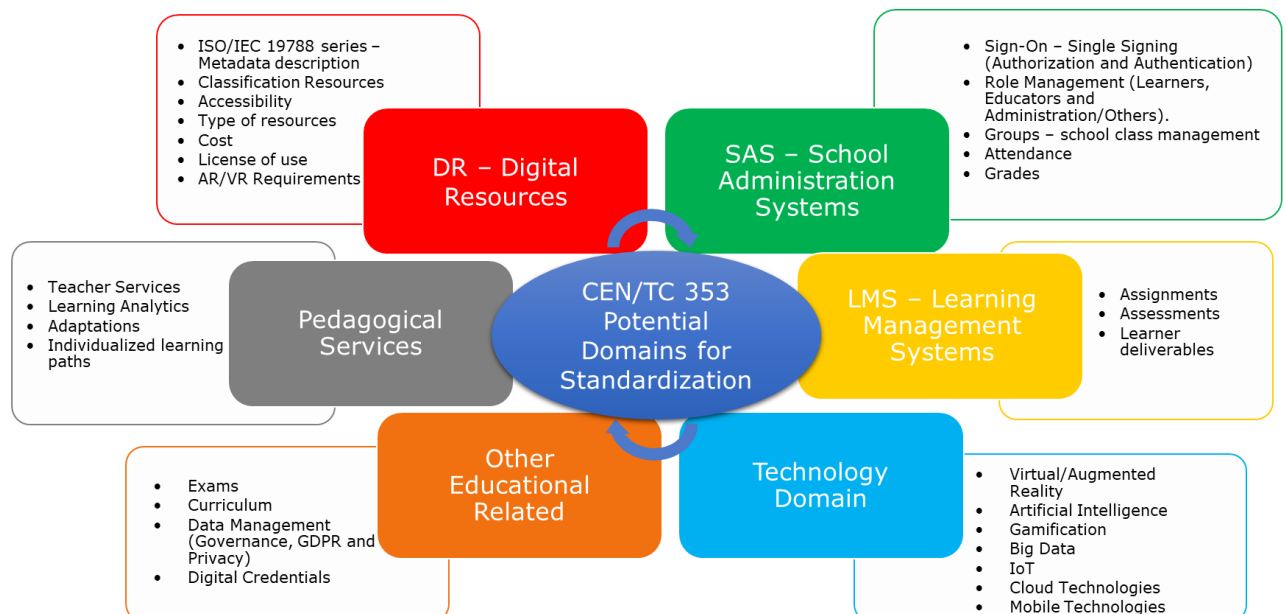 • ISO/IEC 19788 series –
Metadata description
• Classification Resources
• Accessibility
• Type of resources
• Cost
• License of use
• AR/VR Requirements
DR – Digital
Resources
SAS – School
Administration
Systems
• Sign-On – Single Signing
(Authorization and Authentication)
• Role Management (Learners,
Educators and
Administration/Others).
• Groups – school class management
• Attendance
• Grades
• Teacher Services
• Learning Analytics
• Adaptations
• Individualized learning
paths
Pedagogical
Services
CEN/TC 353
Potential
Domains for
Standardization
LMS – Learning
Management
Systems
• Assignments
• Assessments
• Learner
deliverables
• Exams
• Curriculum
• Data Management
(Governance, GDPR and
Privacy)
• Digital Credentials
Other
Educational
Related
Technology
Domain
• Virtual/Augmented
Reality
• Artificial Intelligence
• Gamification
• Big Data
• IoT
• Cloud Technologies
• Mobile Technologies